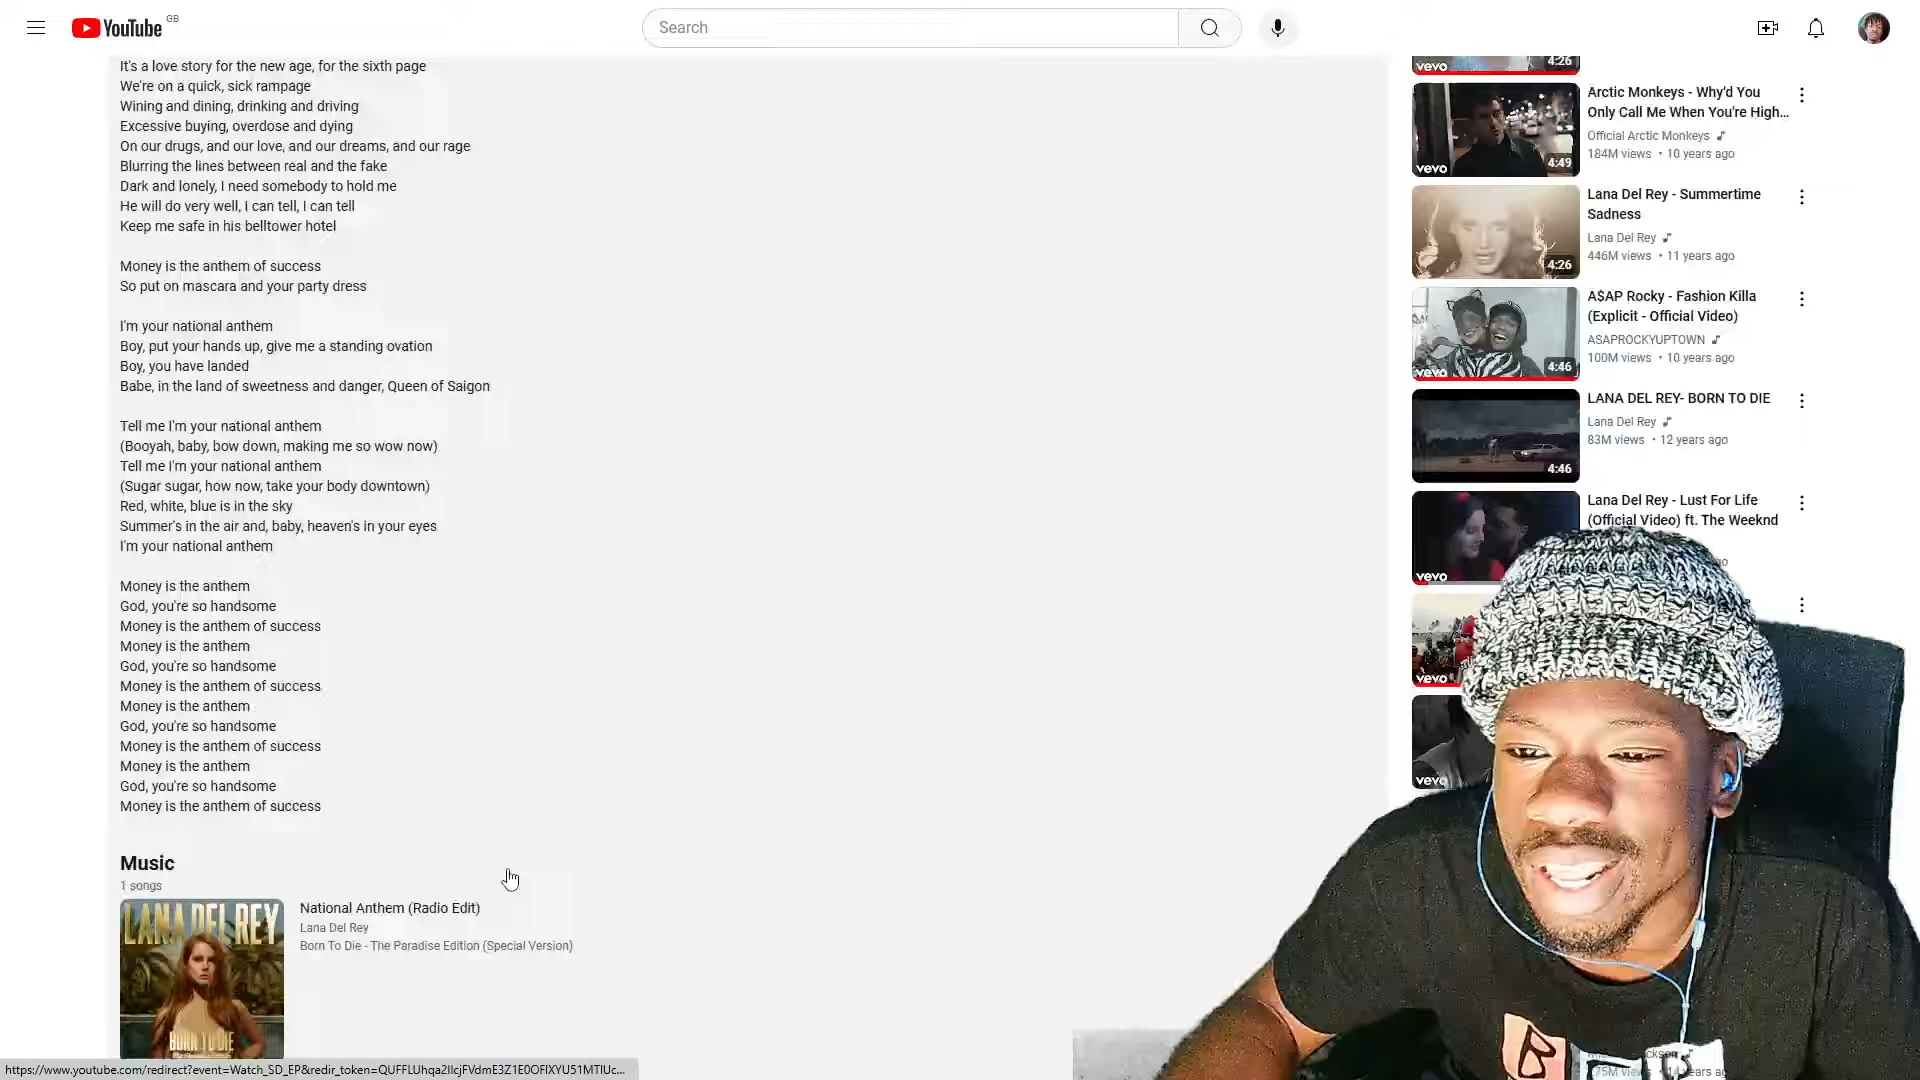 YouTube GB
Search
It's a love story for the new age, for the sixth page
We're on a quick, sick rampage
Wining and dining, drinking and driving
Excessive buying, overdose and dying
On our drugs, and our love, and our dreams, and our rage
Blurring the lines between real and the fake
Dark and lonely, I need somebody to hold me
He will do very well, I can tell, I can tell
Keep me safe in his belltower hotel
Money is the anthem of success
So put on mascara and your party dress
I'm your national anthem
Boy, put your hands up, give me a standing ovation
Boy, you have landed
Babe, in the land of sweetness and danger, Queen of Saigon
Tell me I'm your national anthem
(Booyah, baby, bow down, making me so wow now)
Tell me I'm your national anthem
(Sugar sugar, how now, take your body downtown)
Red, white, blue is in the sky
Summer's in the air and, baby, heaven's in your eyes
I'm your national anthem
Money is the anthem
God, you're so handsome
Money is the anthem of success
Money is the anthem
God, you're so handsome
Money is the anthem of success
Money is the anthem
God, you're so handsome
Money is the anthem of success
Money is the anthem
God, you're so handsome
Money is the anthem of success
Music
1 songs
LANA DEL REY
BORN TO DIE
National Anthem (Radio Edit)
Lana Del Rey
Born To Die - The Paradise Edition (Special Version)
vevo
4:26
vevo
4:49
Arctic Monkeys - Why'd You
Only Call Me When You're High...
Official Arctic Monkeys
184M views • 10 years ago
4:26
Lana Del Rey - Summertime
Sadness
Lana Del Rey
446M views • 11 years ago
vevo
4:46
A$AP Rocky - Fashion Killa
(Explicit - Official Video)
ASAPROCKYUPTOWN
100M views • 10 years ago
4:46
LANA DEL REY- BORN TO DIE
Lana Del Rey
83M views • 12 years ago
vevo
Lana Del Rey - Lust For Life
(Official Video) ft. The Weeknd
vevo
vevo